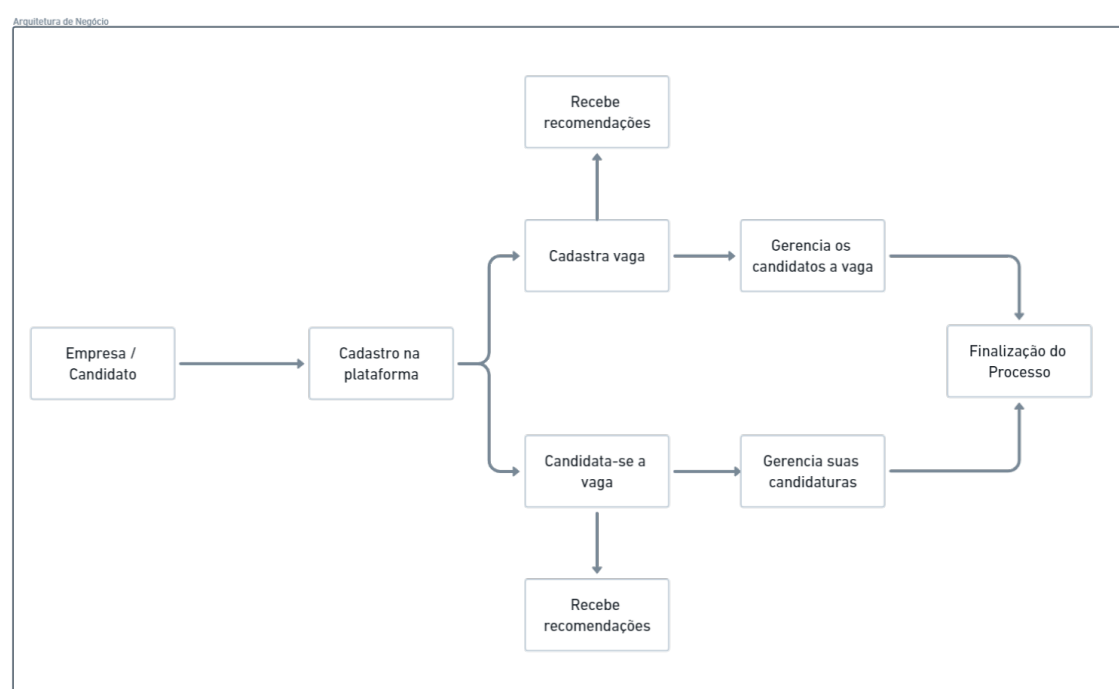 Arquitetura de Negócio
Recebe
recomendações
Cadastra vaga
Gerencia os
candidatos a vaga
Empresa /
Candidato
Cadastro na
plataforma
Finalização do
Processo
Candidata-se a
vaga
Gerencia suas
candidaturas
Recebe
recomendações